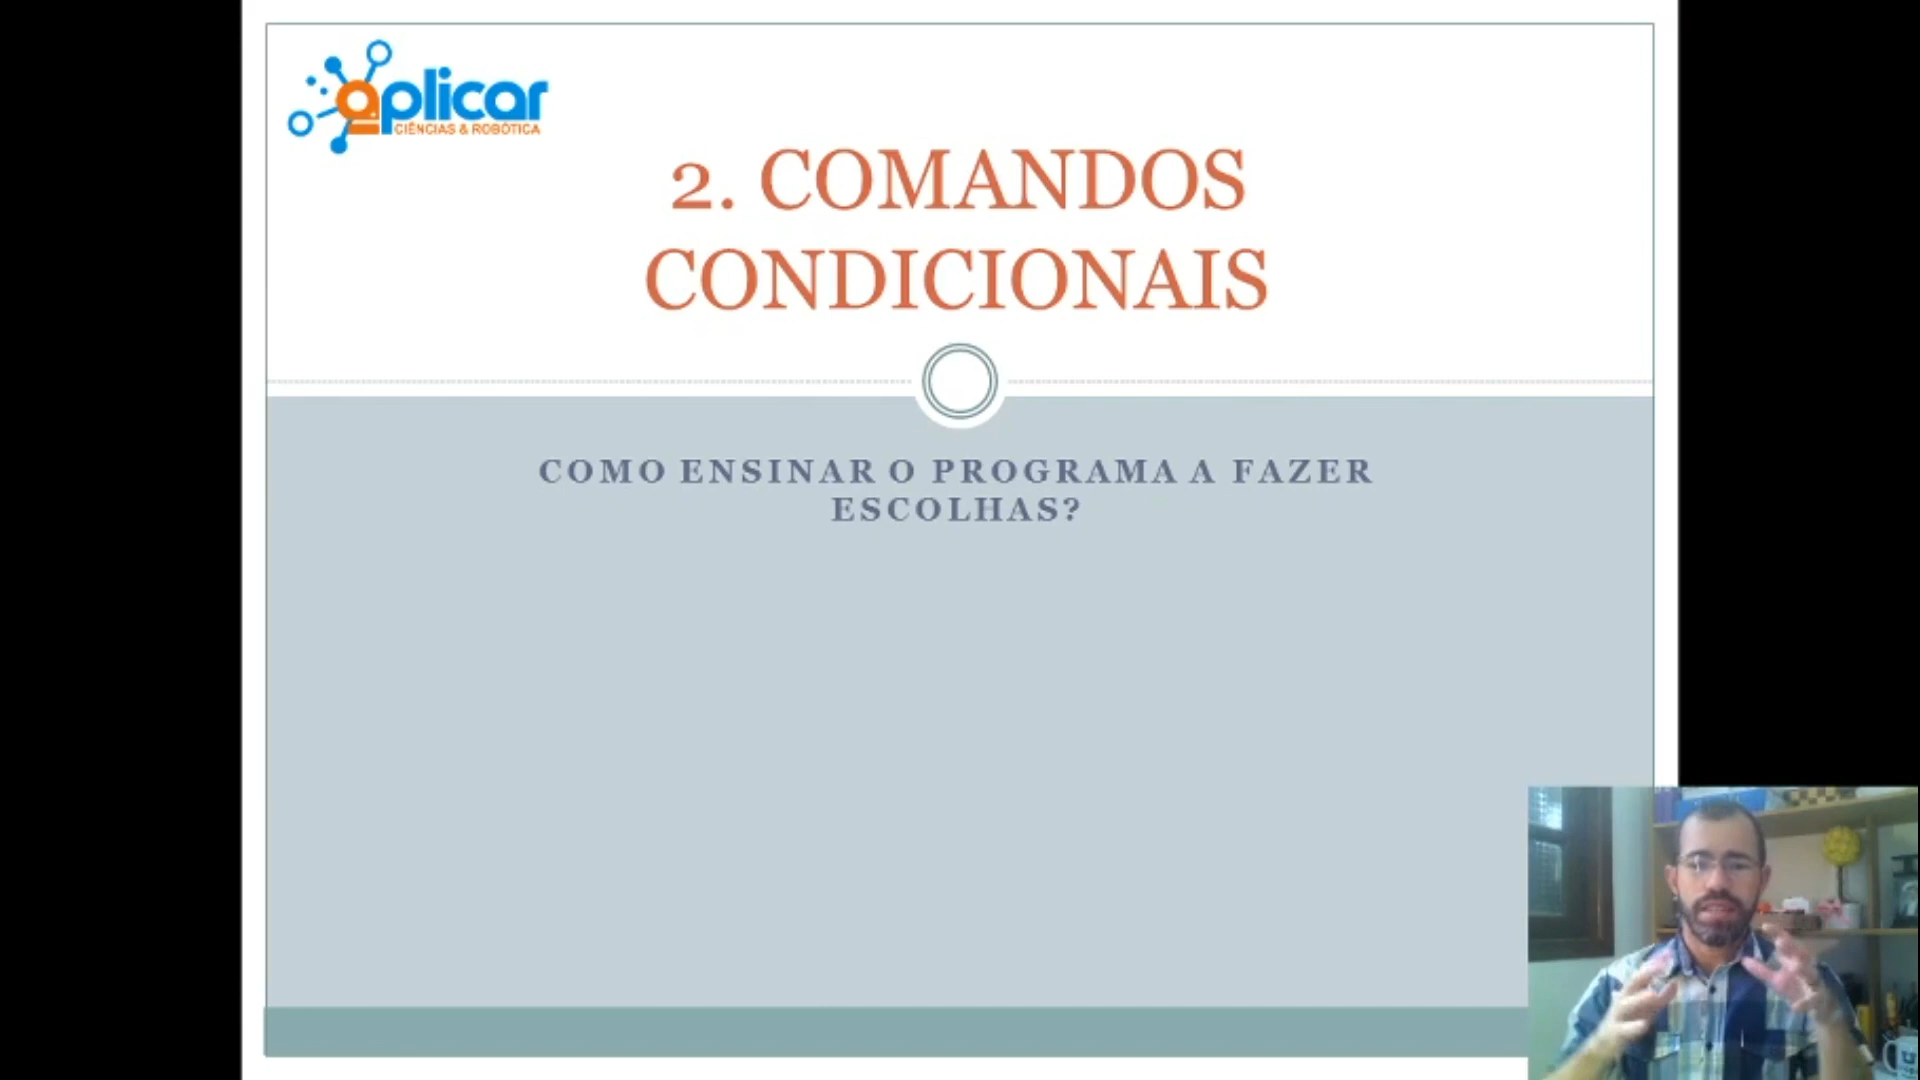 aplicar
CIÊNCIAS & ROBÓTICA
2. COMANDOS
CONDICIONAIS
COMO ENSINAR O PROGRAMA A FAZER
ESCOLHAS?